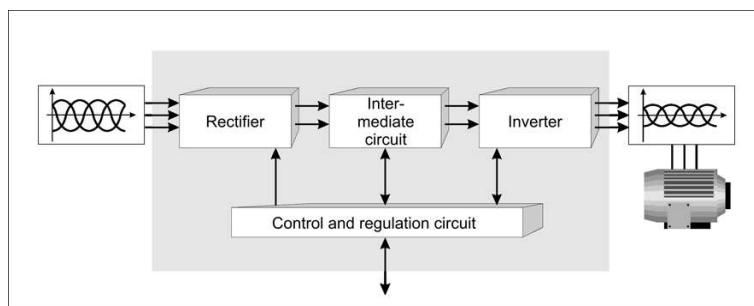 Rectifier
Inter-
mediate
circuit
Inverter
Control and regulation circuit